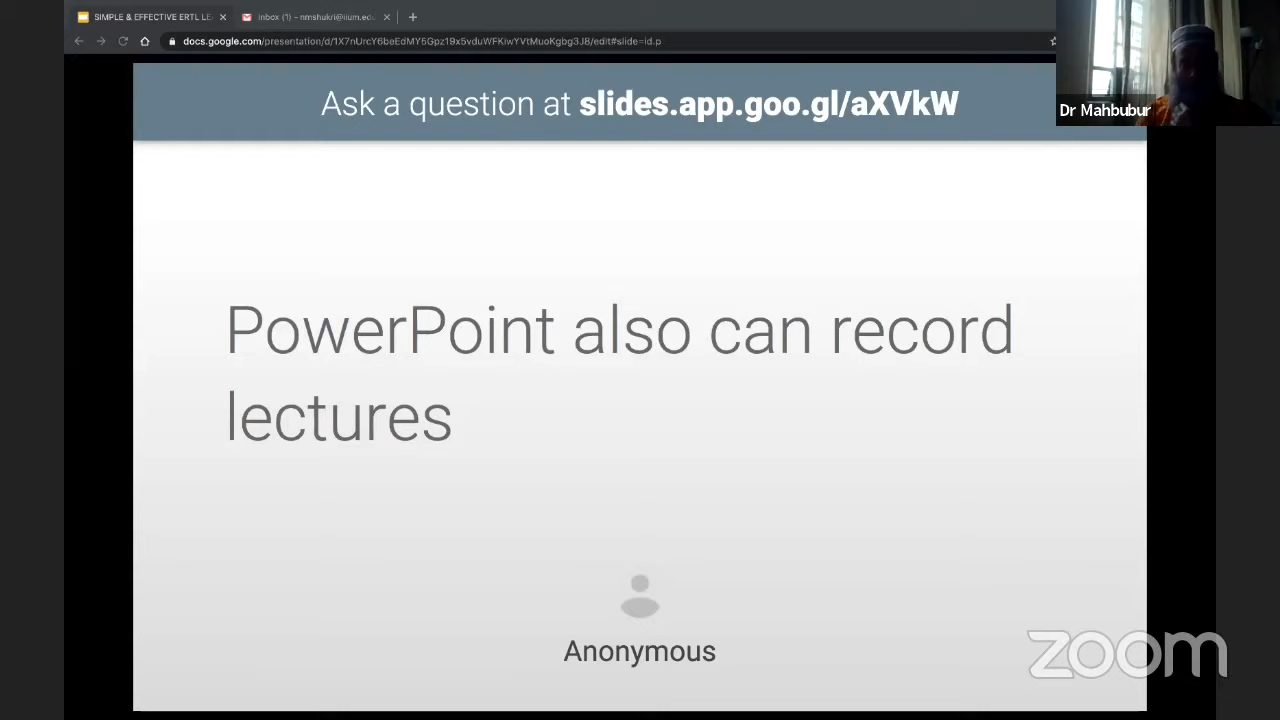 SIMPLE & EFFECTIVE ERTL LE
Inbox (1) - nmshukri@iium.edu.
docs.google.com/presentation/d/1X7nUrcY6beEdMY5Gpz19x5vduWFKiwYVtMuoKgbg3J8/edit#slide=id.p
Ask a question at slides.app.goo.gl/aXVkW
Dr Mahbubur
PowerPoint also can record
lectures
Anonymous
zoom